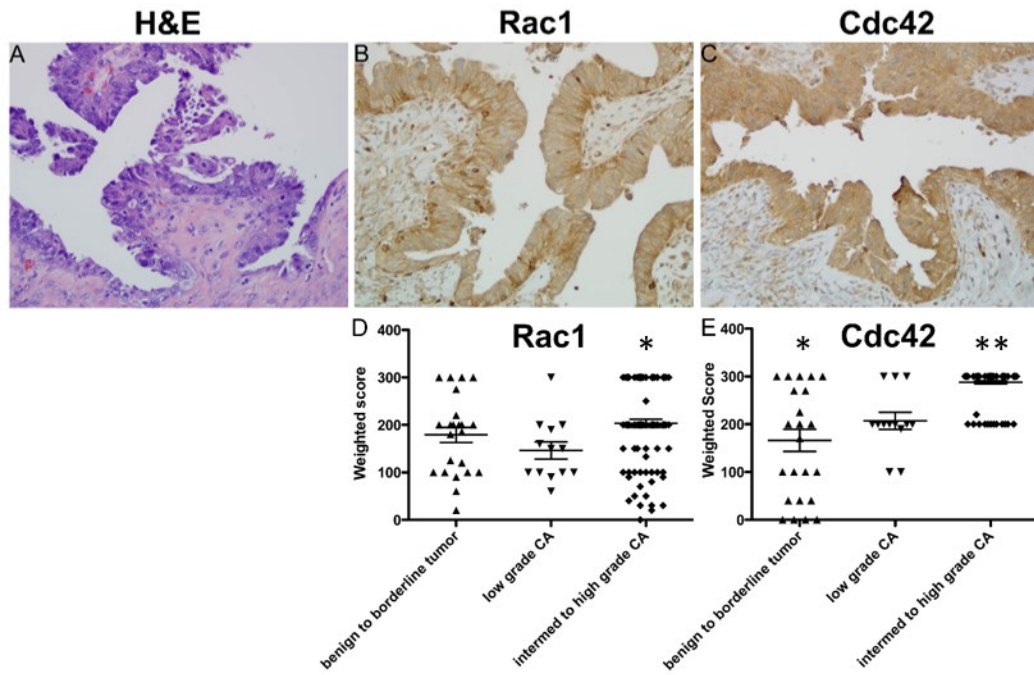 H&E
Rac1
Cdc42
A
B
C
D
Rac1
*
Weighted score
400
300
200
100
0
benign to borderline tumor
low grade CA
intermed to high grade CA
E
Cdc42
*
**
Weighted Score
400
300
200
100
0
benign to borderline tumor
low grade CA
intermed to high grade CA